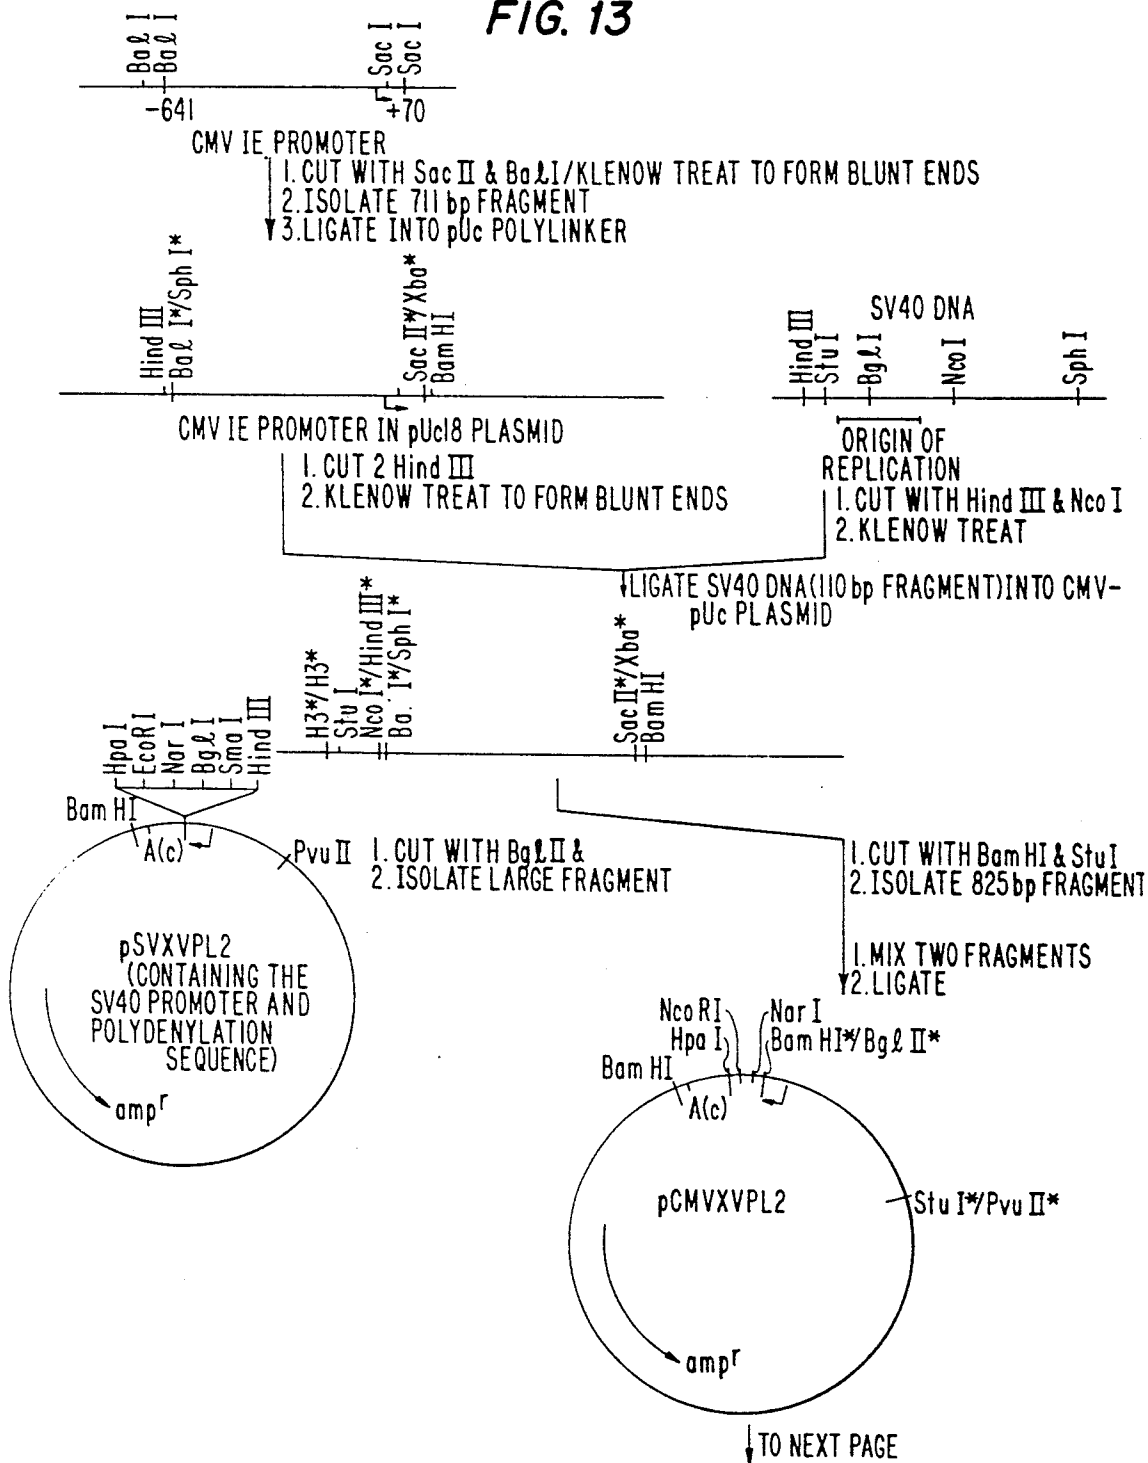 FIG. 13
Bal I
Bal I
Sac I
Sac I
-641
+70
CMV IE PROMOTER
1. CUT WITH Sac II & Bal I/KLENOW TREAT TO FORM BLUNT ENDS
2. ISOLATE 711 bp FRAGMENT
3. LIGATE INTO pUc POLYLINKER
Hind III
Bal I*/Sph I*
Sac II*/Xba*
Bam HI
SV40 DNA
Hind III
Stu I
Bgl I
Nco I
Sph I
CMV IE PROMOTER IN pUc18 PLASMID
1. CUT 2 Hind III
2. KLENOW TREAT TO FORM BLUNT ENDS
ORIGIN OF
REPLICATION
1. CUT WITH Hind III & Nco I
2. KLENOW TREAT
LIGATE SV40 DNA (110 bp FRAGMENT) INTO CMV-
pUc PLASMID
H3*/H3*
Stu I
Nco I*/Hind III*
Ba. I*/Sph I*
Sac II*/Xba*
Bam HI
Hpa I
EcoR I
Nar I
Bgl I
Sma I
Hind III
Bam HI
A(c)
Pvu II
1. CUT WITH Bgl II &
2. ISOLATE LARGE FRAGMENT
1. CUT WITH Bam HI & Stu I
2. ISOLATE 825 bp FRAGMENT
pSVXVPL2
(CONTAINING THE
SV40 PROMOTER AND
POLYDENYLATION
SEQUENCE)
ampr
1. MIX TWO FRAGMENTS
2. LIGATE
Nco RI
Nar I
Hpa I
Bam HI*/Bgl II*
Bam HI
A(c)
pCMVXVPL2
Stu I*/Pvu II*
ampr
TO NEXT PAGE